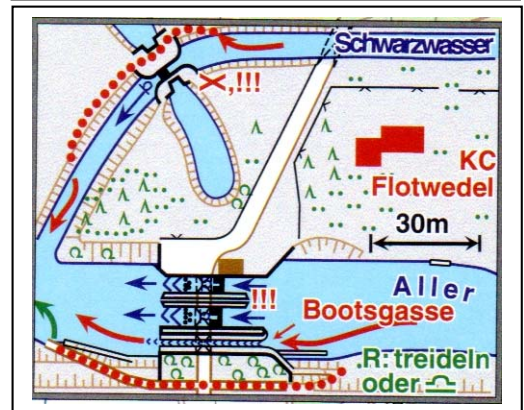 Schwarzwasser
X,!!!
KC
Flotwedel
30m
Aller
!!!
Bootsgasse
.R: treideln
oder